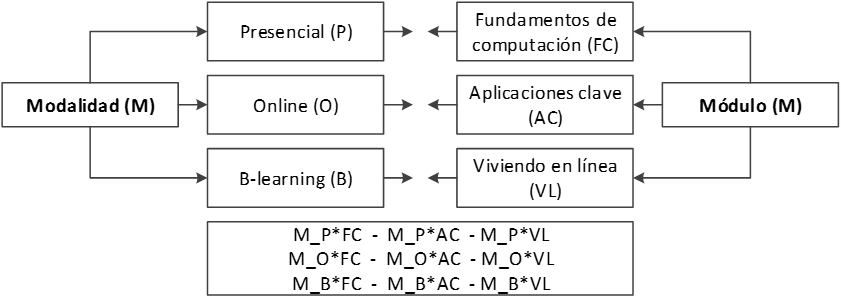 Modalidad (M)
Presencial (P)
Online (O)
B-learning (B)
Fundamentos de
computación (FC)
Aplicaciones clave
(AC)
Viviendo en línea
(VL)
Módulo (M)
M_P*FC - M_P*AC - M_P*VL
M_O*FC - M_O*AC - M_O*VL
M_B*FC - M_B*AC - M_B*VL